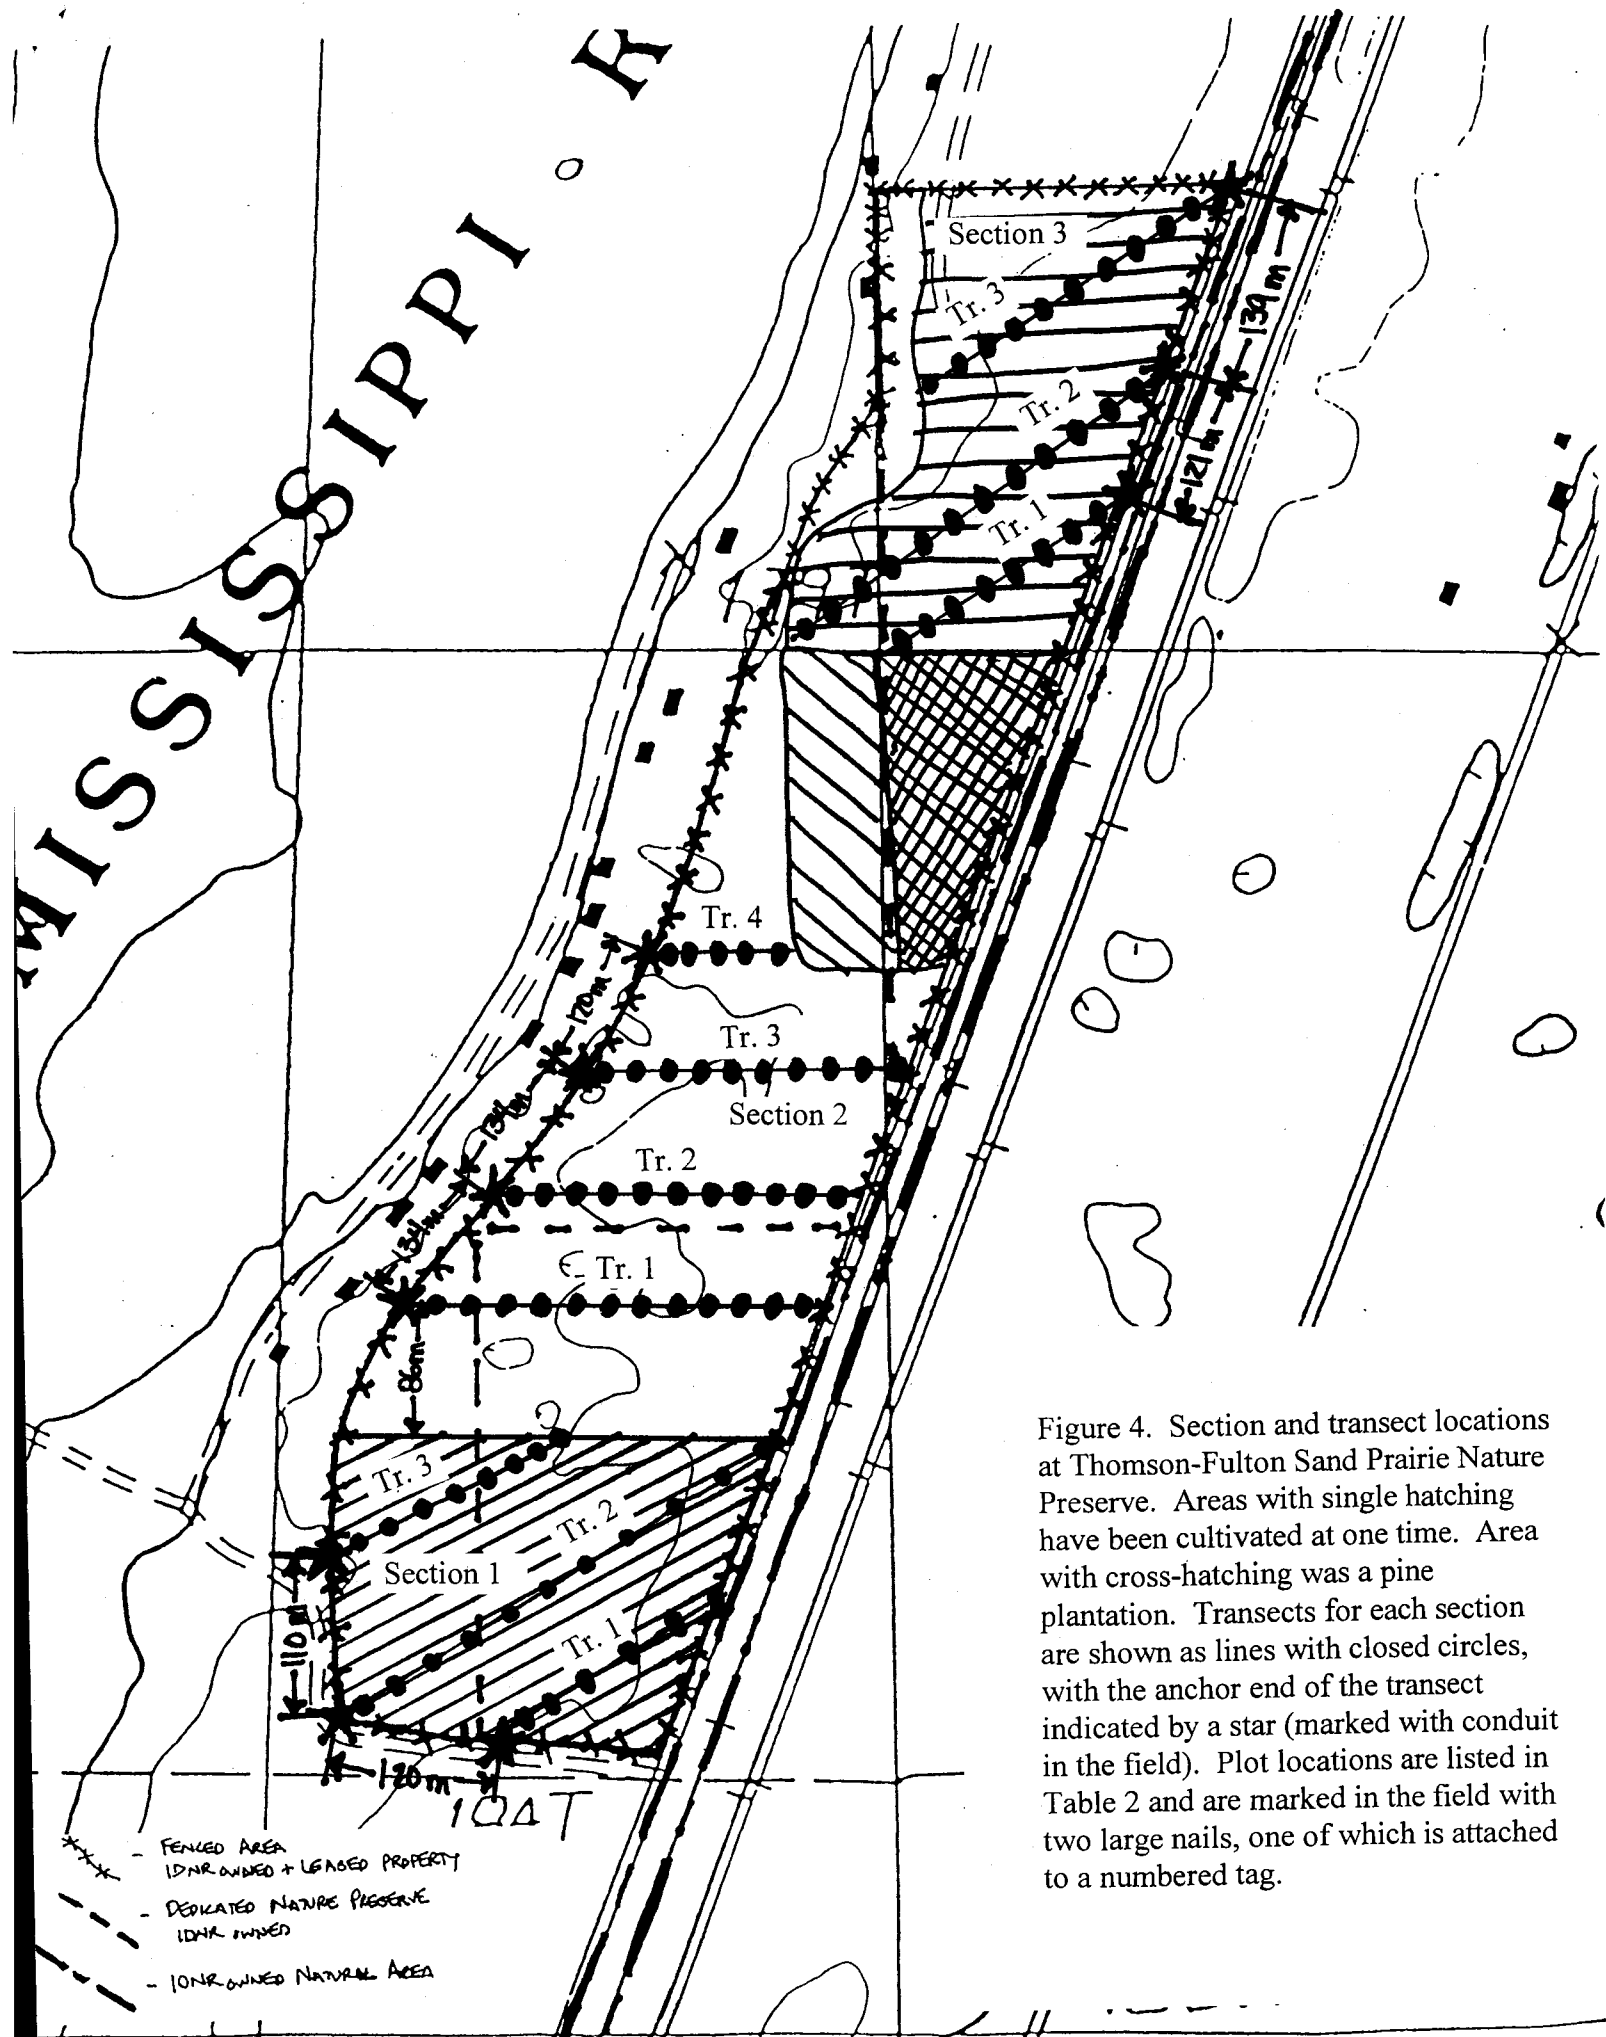 MISSISSIPPI R
Section 3
Tr. 3
139 m
Tr. 2
121 m
Tr. 1
Tr. 4
120m
Tr. 3
134m
Section 2
Tr. 2
134m
Tr. 1
86m
Tr. 3
Tr. 2
Section 1
Tr. 1
110 m
120 m
- FENCED AREA
IDNR OWNED + LEASED PROPERTY
- DEDICATED NATURE PRESERVE
IDNR OWNED
- IDNR OWNED NATURAL AREA
Figure 4. Section and transect locations
at Thomson-Fulton Sand Prairie Nature
Preserve. Areas with single hatching
have been cultivated at one time. Area
with cross-hatching was a pine
plantation. Transects for each section
are shown as lines with closed circles,
with the anchor end of the transect
indicated by a star (marked with conduit
in the field). Plot locations are listed in
Table 2 and are marked in the field with
two large nails, one of which is attached
to a numbered tag.